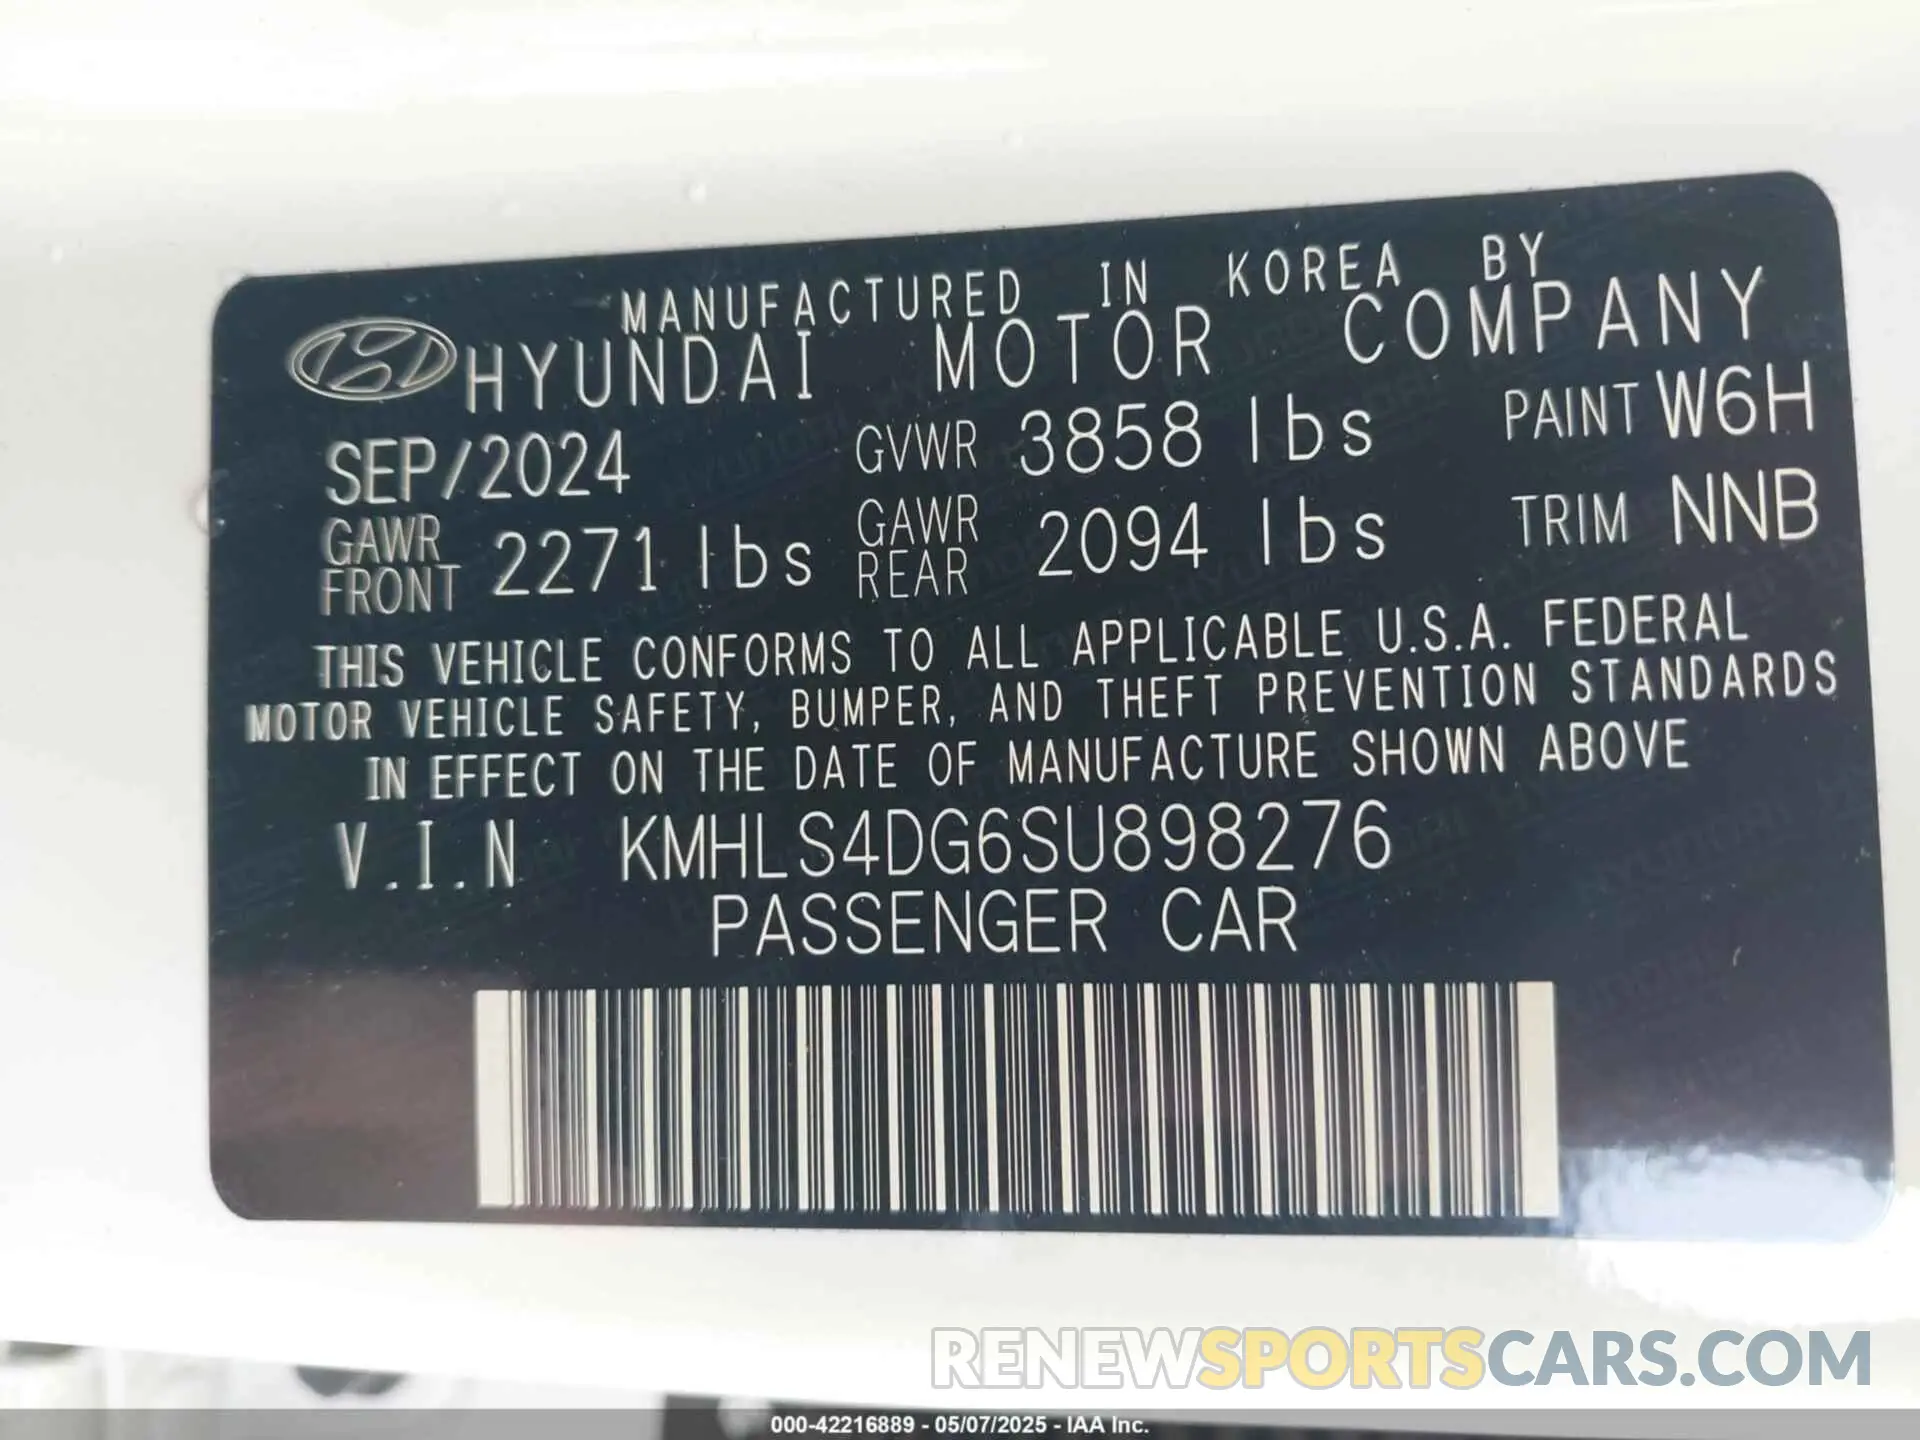 MANUFACTURED IN KOREA BY
HYUNDAI MOTOR COMPANY
SEP/2024 GVWR 3858 lbs PAINT W6H
GAWR FRONT 2271 lbs GAWR REAR 2094 lbs TRIM NNB
THIS VEHICLE CONFORMS TO ALL APPLICABLE U.S.A. FEDERAL
MOTOR VEHICLE SAFETY, BUMPER, AND THEFT PREVENTION STANDARDS
IN EFFECT ON THE DATE OF MANUFACTURE SHOWN ABOVE
V.I.N KMHLS4DG6SU898276
PASSENGER CAR
RENEWSPORTSCARS.COM
000-42216889 - 05/07/2025 - IAA Inc.